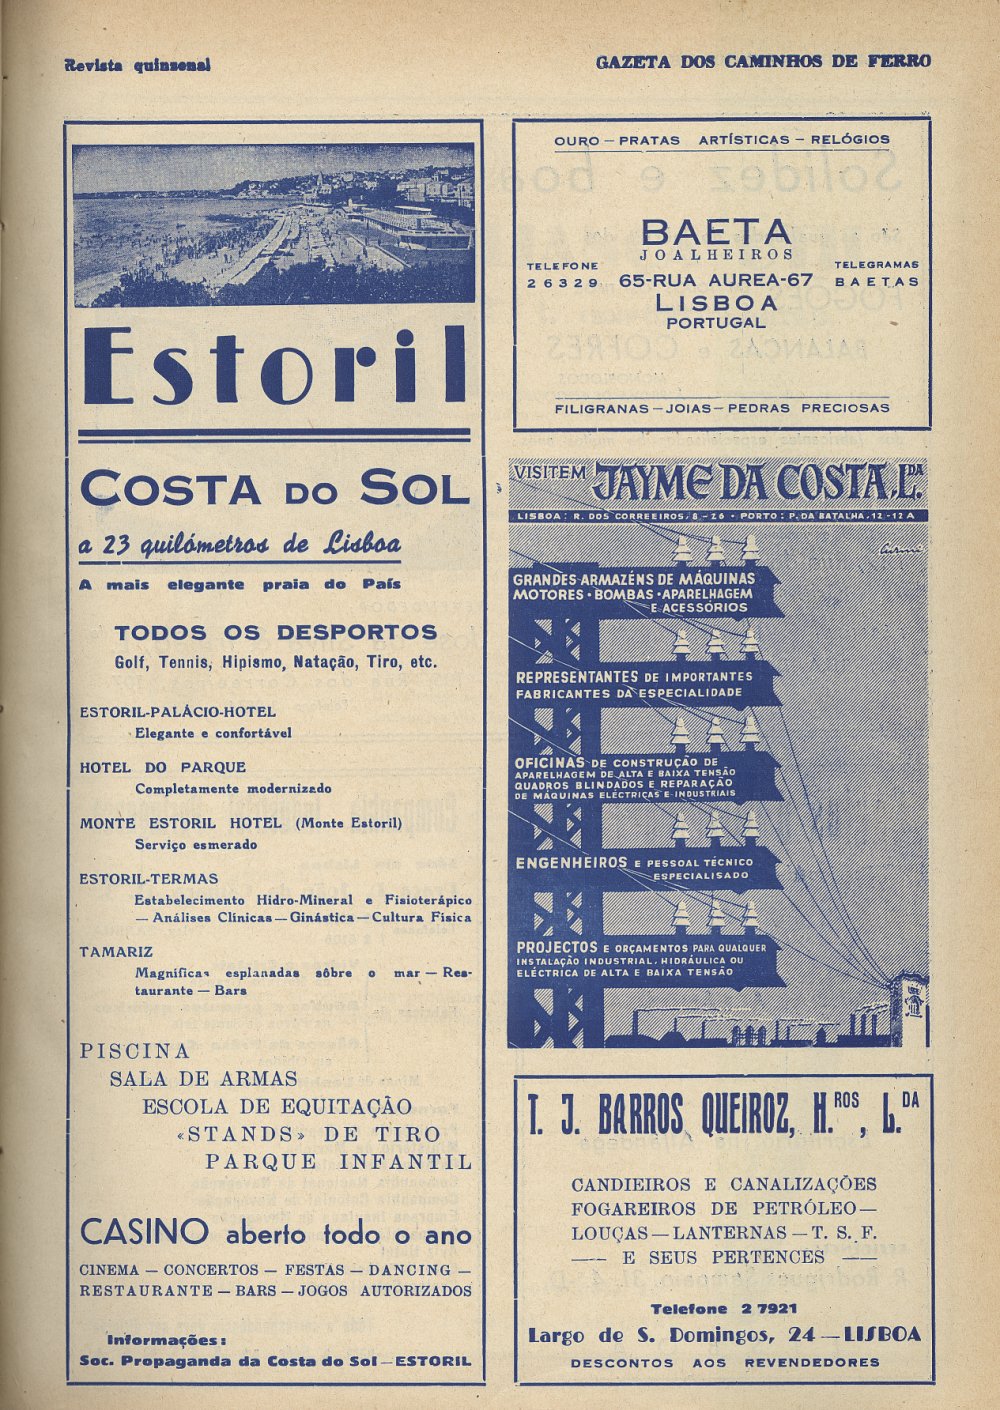 Revista quinzenal
GAZETA DOS CAMINHOS DE FERRO
Estoril
COSTA DO SOL
a 23 quilómetros de Lisboa
A mais elegante praia do País
TODOS OS DESPORTOS
Golf, Tennis, Hipismo, Natação, Tiro, etc.
ESTORIL-PALÁCIO-HOTEL
Elegante e confortável
HOTEL DO PARQUE
Completamente modernizado
MONTE ESTORIL HOTEL (Monte Estoril)
Serviço esmerado
ESTORIL-TERMAS
Estabelecimento Hidro-Mineral e Fisioterápico
— Análises Clínicas — Ginástica — Cultura Física
TAMARIZ
Magníficas esplanadas sôbre o mar — Res-
taurante — Bars
PISCINA
SALA DE ARMAS
ESCOLA DE EQUITAÇÃO
«STANDS» DE TIRO
PARQUE INFANTIL
CASINO aberto todo o ano
CINEMA — CONCERTOS — FESTAS — DANCING —
RESTAURANTE — BARS — JOGOS AUTORIZADOS
Informações:
Soc. Propaganda da Costa do Sol — ESTORIL
OURO — PRATAS ARTÍSTICAS — RELÓGIOS
BAETA
JOALHEIROS
TELEFONE
26329
65-RUA AUREA-67
TELEGRAMAS
BAETAS
LISBOA
PORTUGAL
FILIGRANAS — JOIAS — PEDRAS PRECIOSAS
VISITEM JAYME DA COSTA, L.DA
LISBOA: R. DOS CORREEIROS, 8-26 • PORTO: P. DA BATALHA, 12-12 A
GRANDES ARMAZÉNS DE MÁQUINAS
MOTORES • BOMBAS • APARELHAGEM
E ACESSÓRIOS
REPRESENTANTES DE IMPORTANTES
FABRICANTES DA ESPECIALIDADE
OFICINAS DE CONSTRUÇÃO DE
APARELHAGEM DE ALTA E BAIXA TENSÃO
QUADROS BLINDADOS E REPARAÇÃO
DE MÁQUINAS ELÉCTRICAS E INDUSTRIAIS
ENGENHEIROS E PESSOAL TÉCNICO
ESPECIALISADO
PROJECTOS E ORÇAMENTOS PARA QUALQUER
INSTALAÇÃO INDUSTRIAL, HIDRÁULICA OU
ELÉCTRICA DE ALTA E BAIXA TENSÃO
T. J. BARROS QUEIROZ, H.ROS, L.DA
CANDIEIROS E CANALIZAÇÕES
FOGAREIROS DE PETRÓLEO —
LOUÇAS — LANTERNAS — T. S. F.
—— E SEUS PERTENCES ——
Telefone 2 7921
Largo de S. Domingos, 24 — LISBOA
DESCONTOS AOS REVENDEDORES